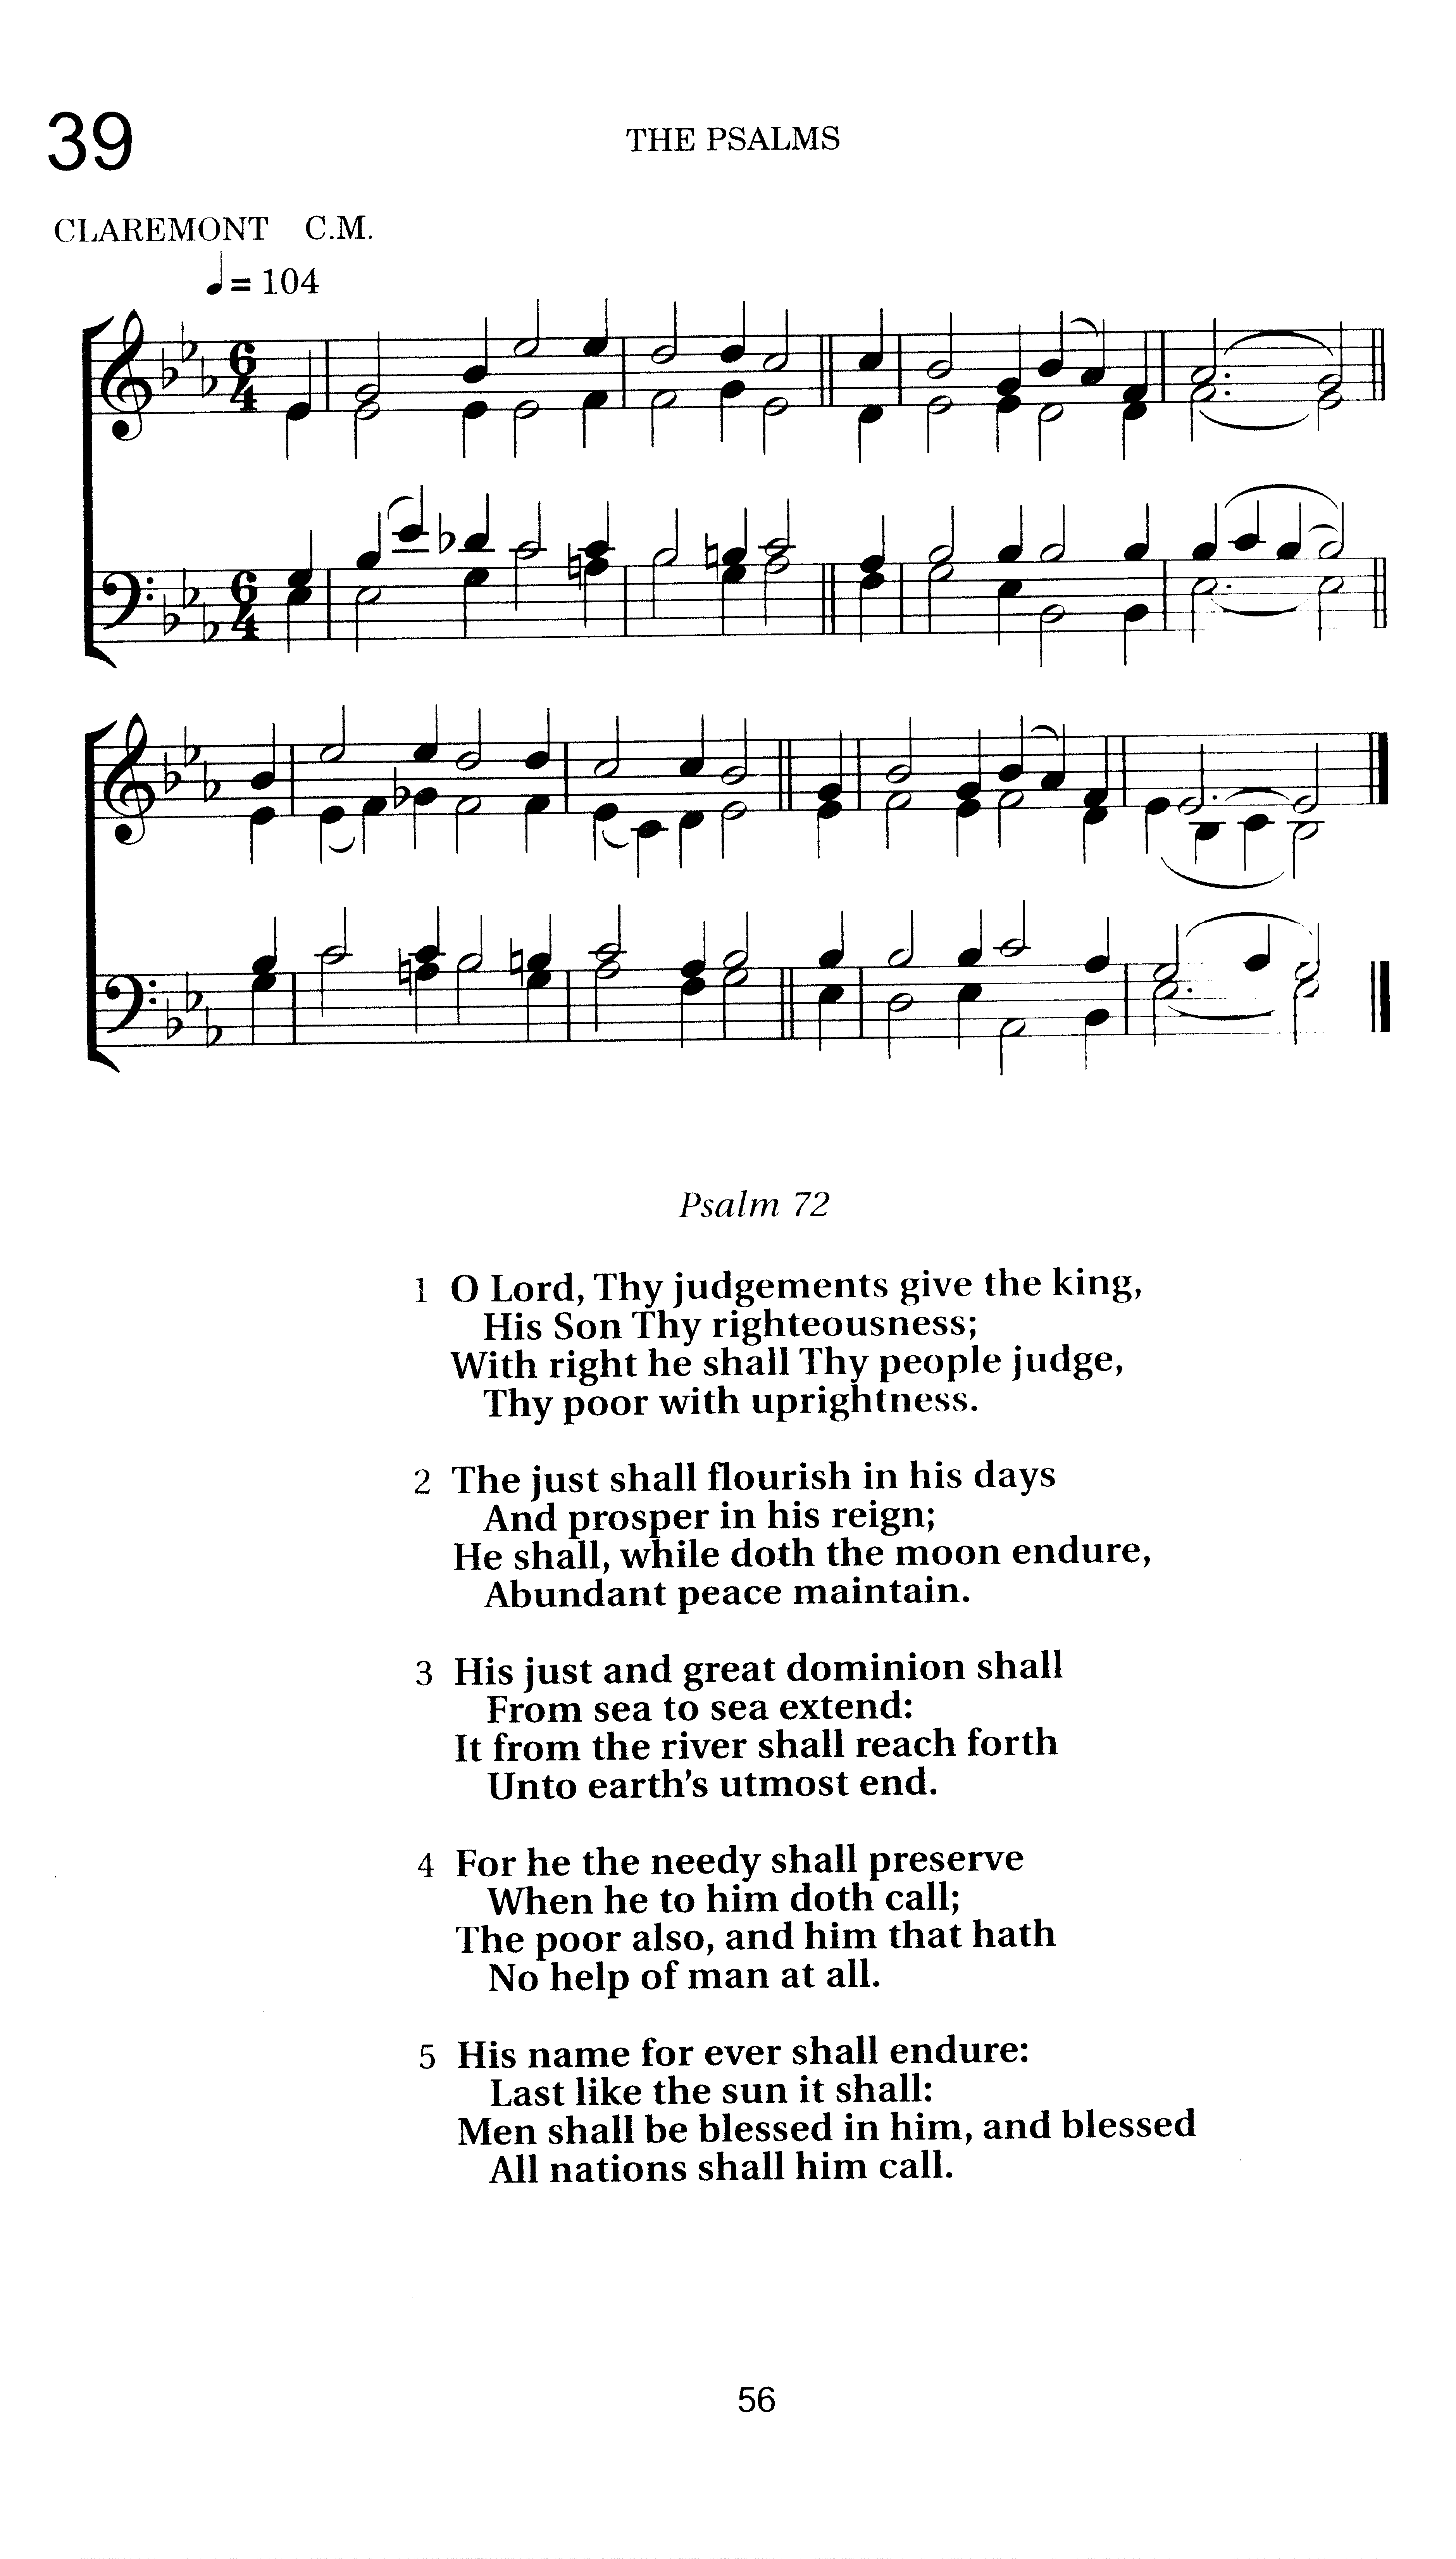 39
THE PSALMS
CLAREMONT C.M.
♩ = 104
6
4
6
4
Psalm 72
1 O Lord, Thy judgements give the king,
His Son Thy righteousness;
With right he shall Thy people judge,
Thy poor with uprightness.
2 The just shall flourish in his days
And prosper in his reign;
He shall, while doth the moon endure,
Abundant peace maintain.
3 His just and great dominion shall
From sea to sea extend:
It from the river shall reach forth
Unto earth's utmost end.
4 For he the needy shall preserve
When he to him doth call;
The poor also, and him that hath
No help of man at all.
5 His name for ever shall endure:
Last like the sun it shall:
Men shall be blessed in him, and blessed
All nations shall him call.
56